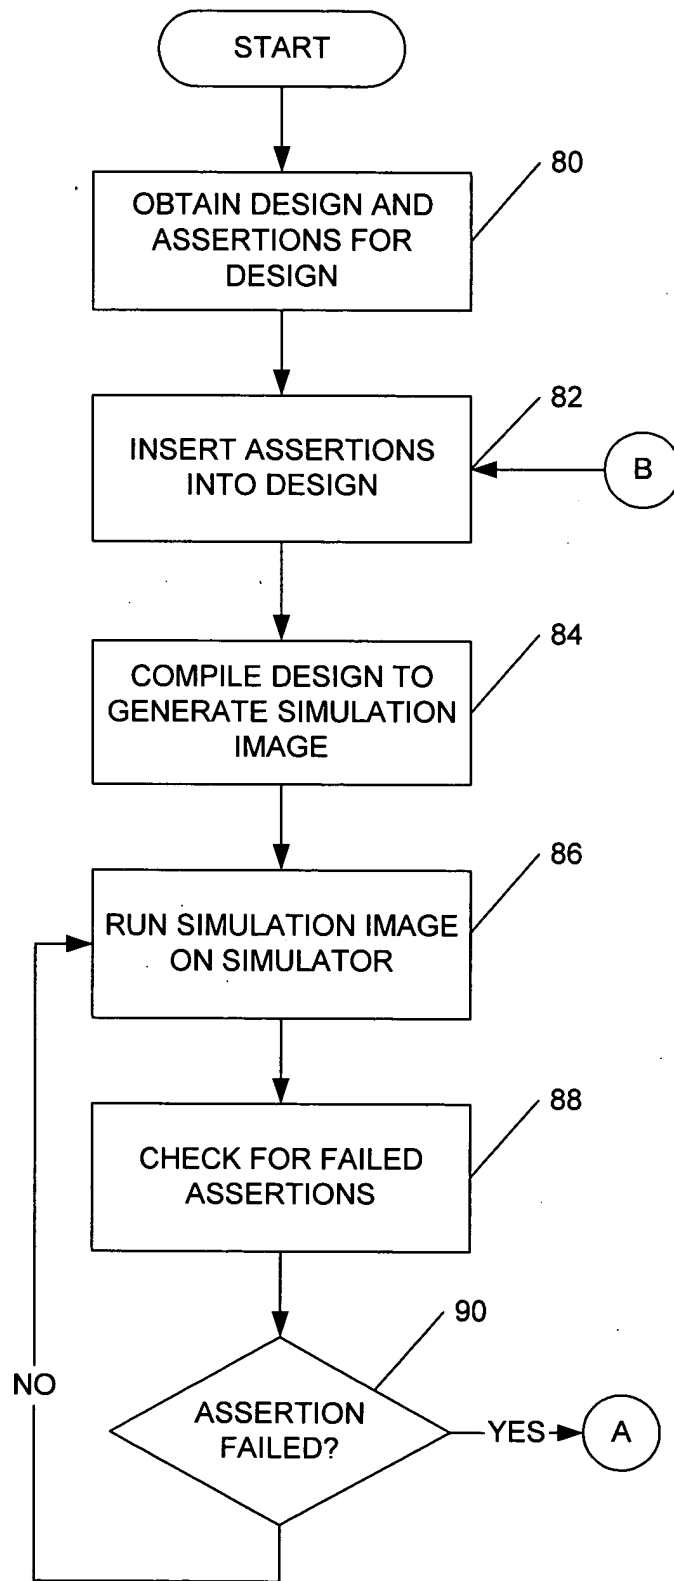 START
80
OBTAIN DESIGN AND
ASSERTIONS FOR
DESIGN
82
INSERT ASSERTIONS
INTO DESIGN
B
84
COMPILE DESIGN TO
GENERATE SIMULATION
IMAGE
86
RUN SIMULATION IMAGE
ON SIMULATOR
88
CHECK FOR FAILED
ASSERTIONS
90
NO
ASSERTION
FAILED?
YES
A